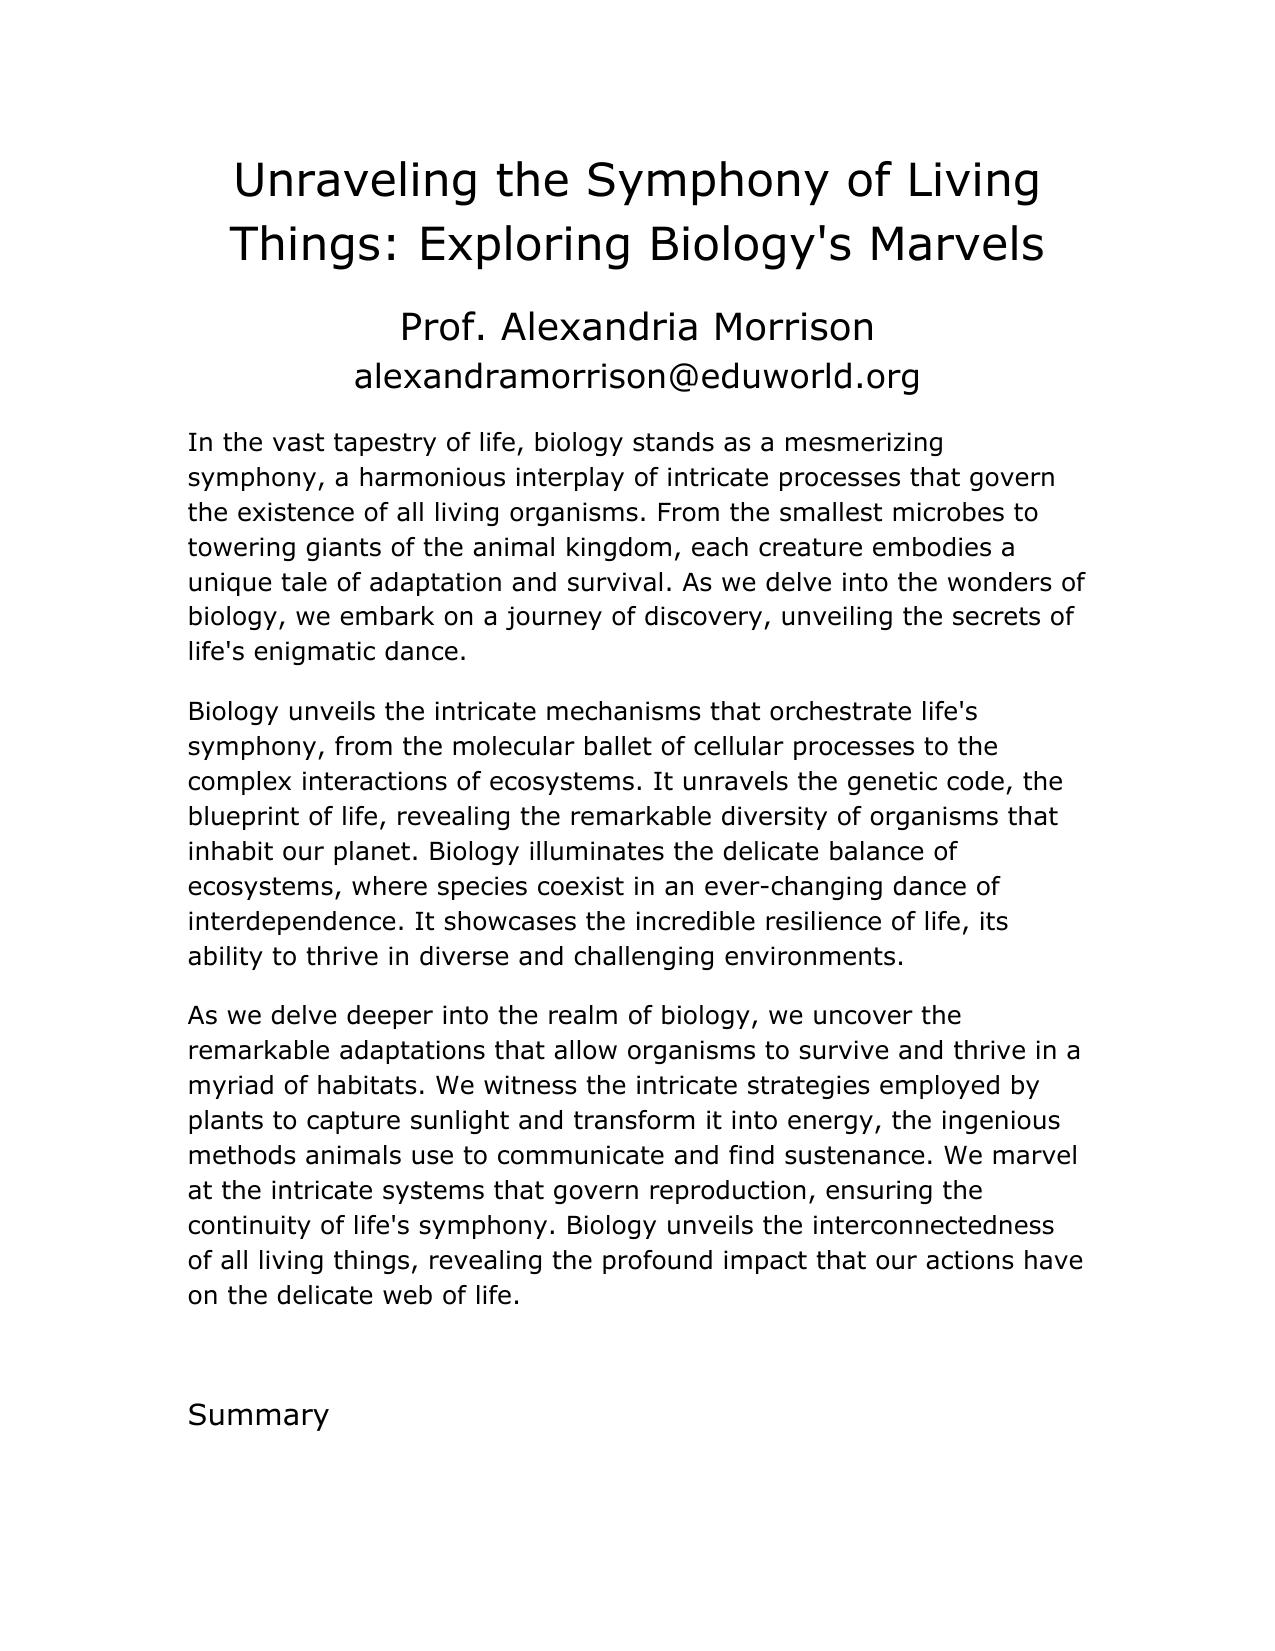 Unraveling the Symphony of Living
Things: Exploring Biology's Marvels
Prof. Alexandria Morrison
alexandramorrison@eduworld.org
In the vast tapestry of life, biology stands as a mesmerizing
symphony, a harmonious interplay of intricate processes that govern
the existence of all living organisms. From the smallest microbes to
towering giants of the animal kingdom, each creature embodies a
unique tale of adaptation and survival. As we delve into the wonders of
biology, we embark on a journey of discovery, unveiling the secrets of
life's enigmatic dance.
Biology unveils the intricate mechanisms that orchestrate life's
symphony, from the molecular ballet of cellular processes to the
complex interactions of ecosystems. It unravels the genetic code, the
blueprint of life, revealing the remarkable diversity of organisms that
inhabit our planet. Biology illuminates the delicate balance of
ecosystems, where species coexist in an ever-changing dance of
interdependence. It showcases the incredible resilience of life, its
ability to thrive in diverse and challenging environments.
As we delve deeper into the realm of biology, we uncover the
remarkable adaptations that allow organisms to survive and thrive in a
myriad of habitats. We witness the intricate strategies employed by
plants to capture sunlight and transform it into energy, the ingenious
methods animals use to communicate and find sustenance. We marvel
at the intricate systems that govern reproduction, ensuring the
continuity of life's symphony. Biology unveils the interconnectedness
of all living things, revealing the profound impact that our actions have
on the delicate web of life.
Summary